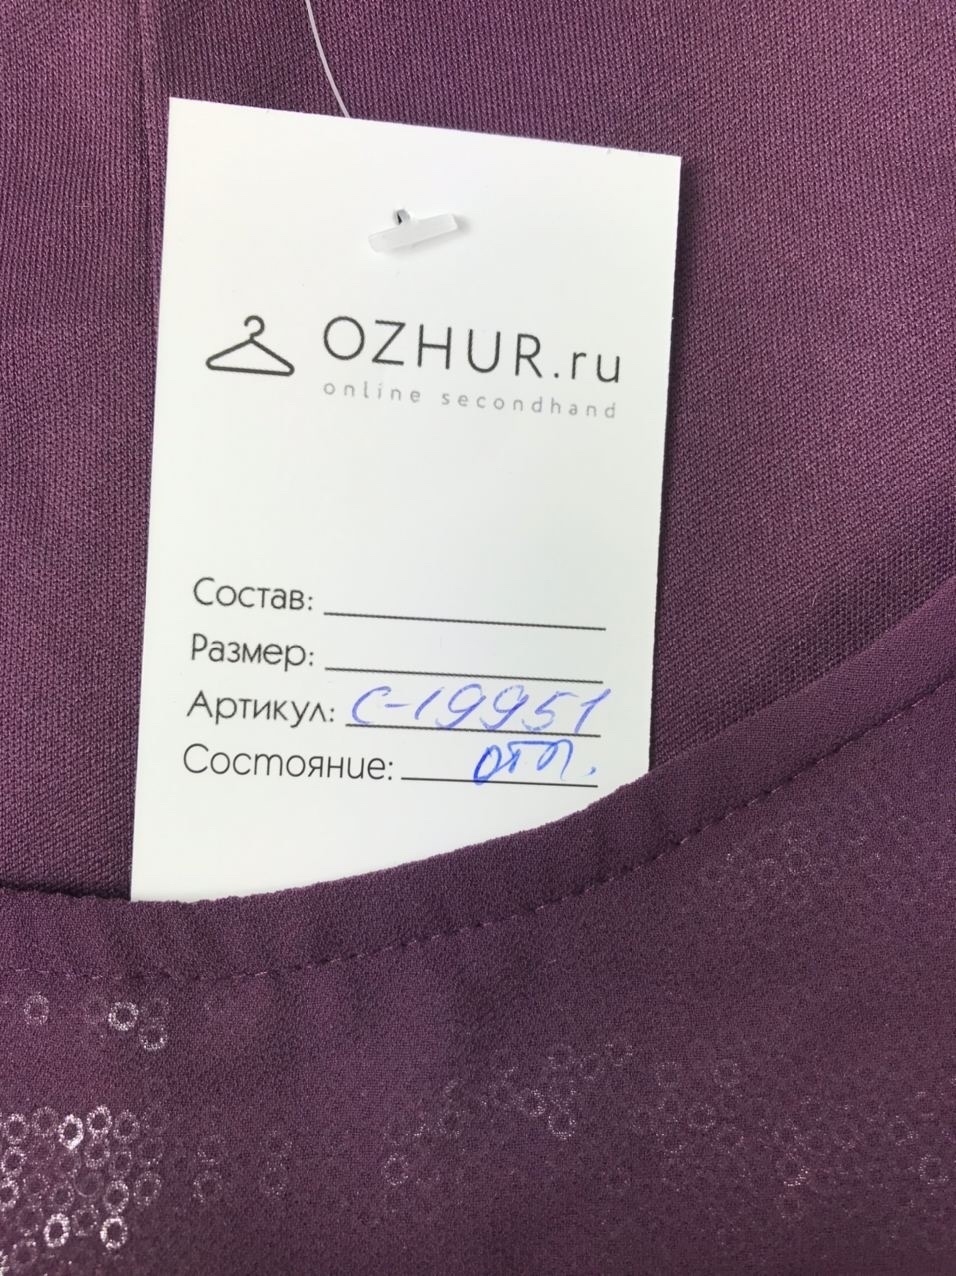 OZHUR.ru
online secondhand
Состав:
Размер:
Артикул: С-19951
Состояние: отл.